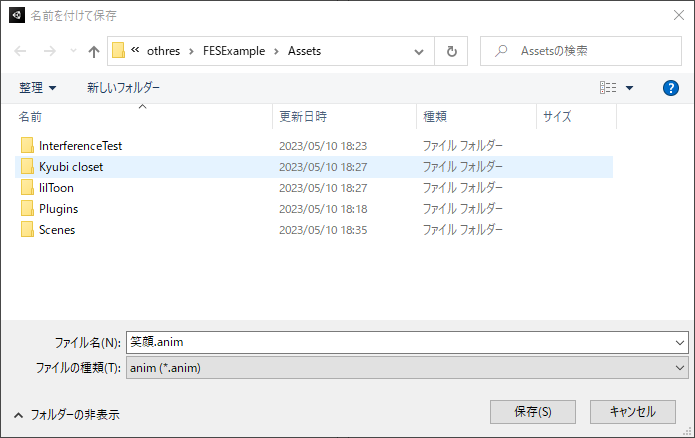 名前を付けて保存
« othres › FESExample › Assets
Assetsの検索
整理 新しいフォルダー
名前 更新日時 種類 サイズ
InterferenceTest 2023/05/10 18:23 ファイル フォルダー
Kyubi closet 2023/05/10 18:27 ファイル フォルダー
lilToon 2023/05/10 18:27 ファイル フォルダー
Plugins 2023/05/10 18:18 ファイル フォルダー
Scenes 2023/05/10 18:35 ファイル フォルダー
ファイル名(N): 笑顔.anim
ファイルの種類(T): anim (*.anim)
フォルダーの非表示 保存(S) キャンセル